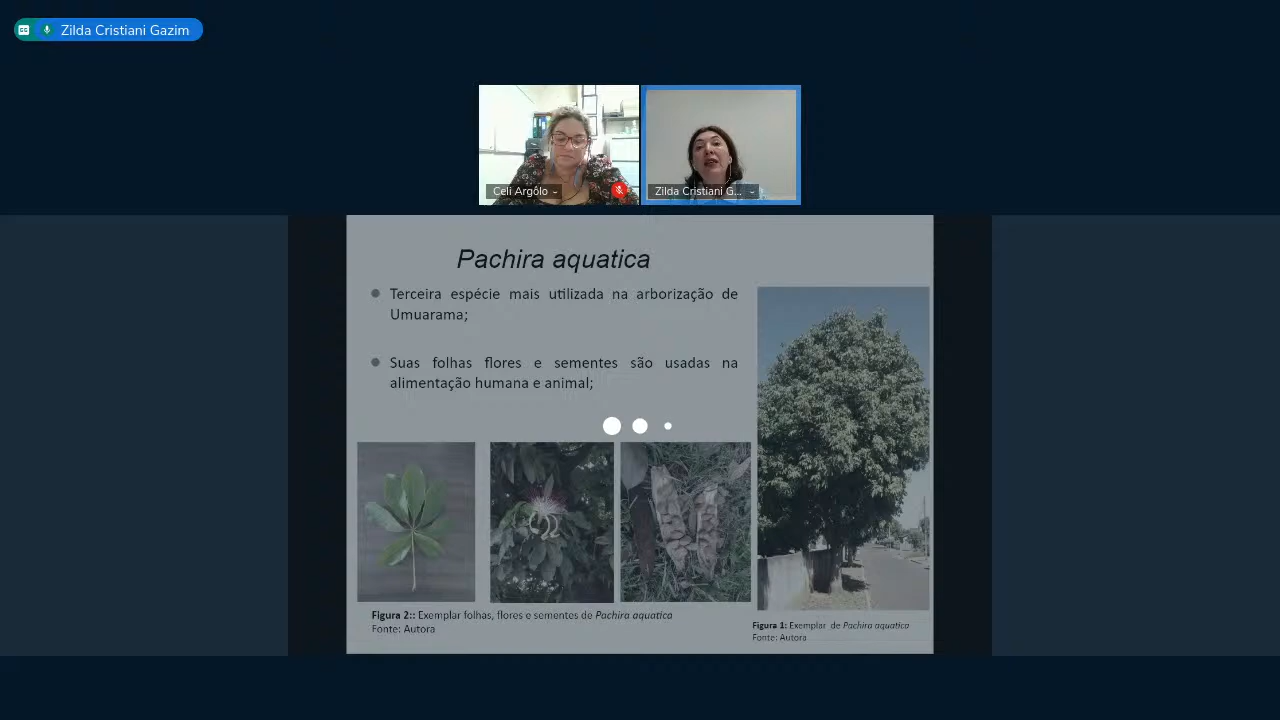 Zilda Cristiani Gazim
Celi Argôlo
Zilda Cristiani G...
Pachira aquatica
Terceira espécie mais utilizada na arborização de
Umuarama;
Suas folhas flores e sementes são usadas na
alimentação humana e animal;
Figura 2:: Exemplar folhas, flores e sementes de Pachira aquatica
Fonte: Autora
Figura 1: Exemplar de Pachira aquatica
Fonte: Autora